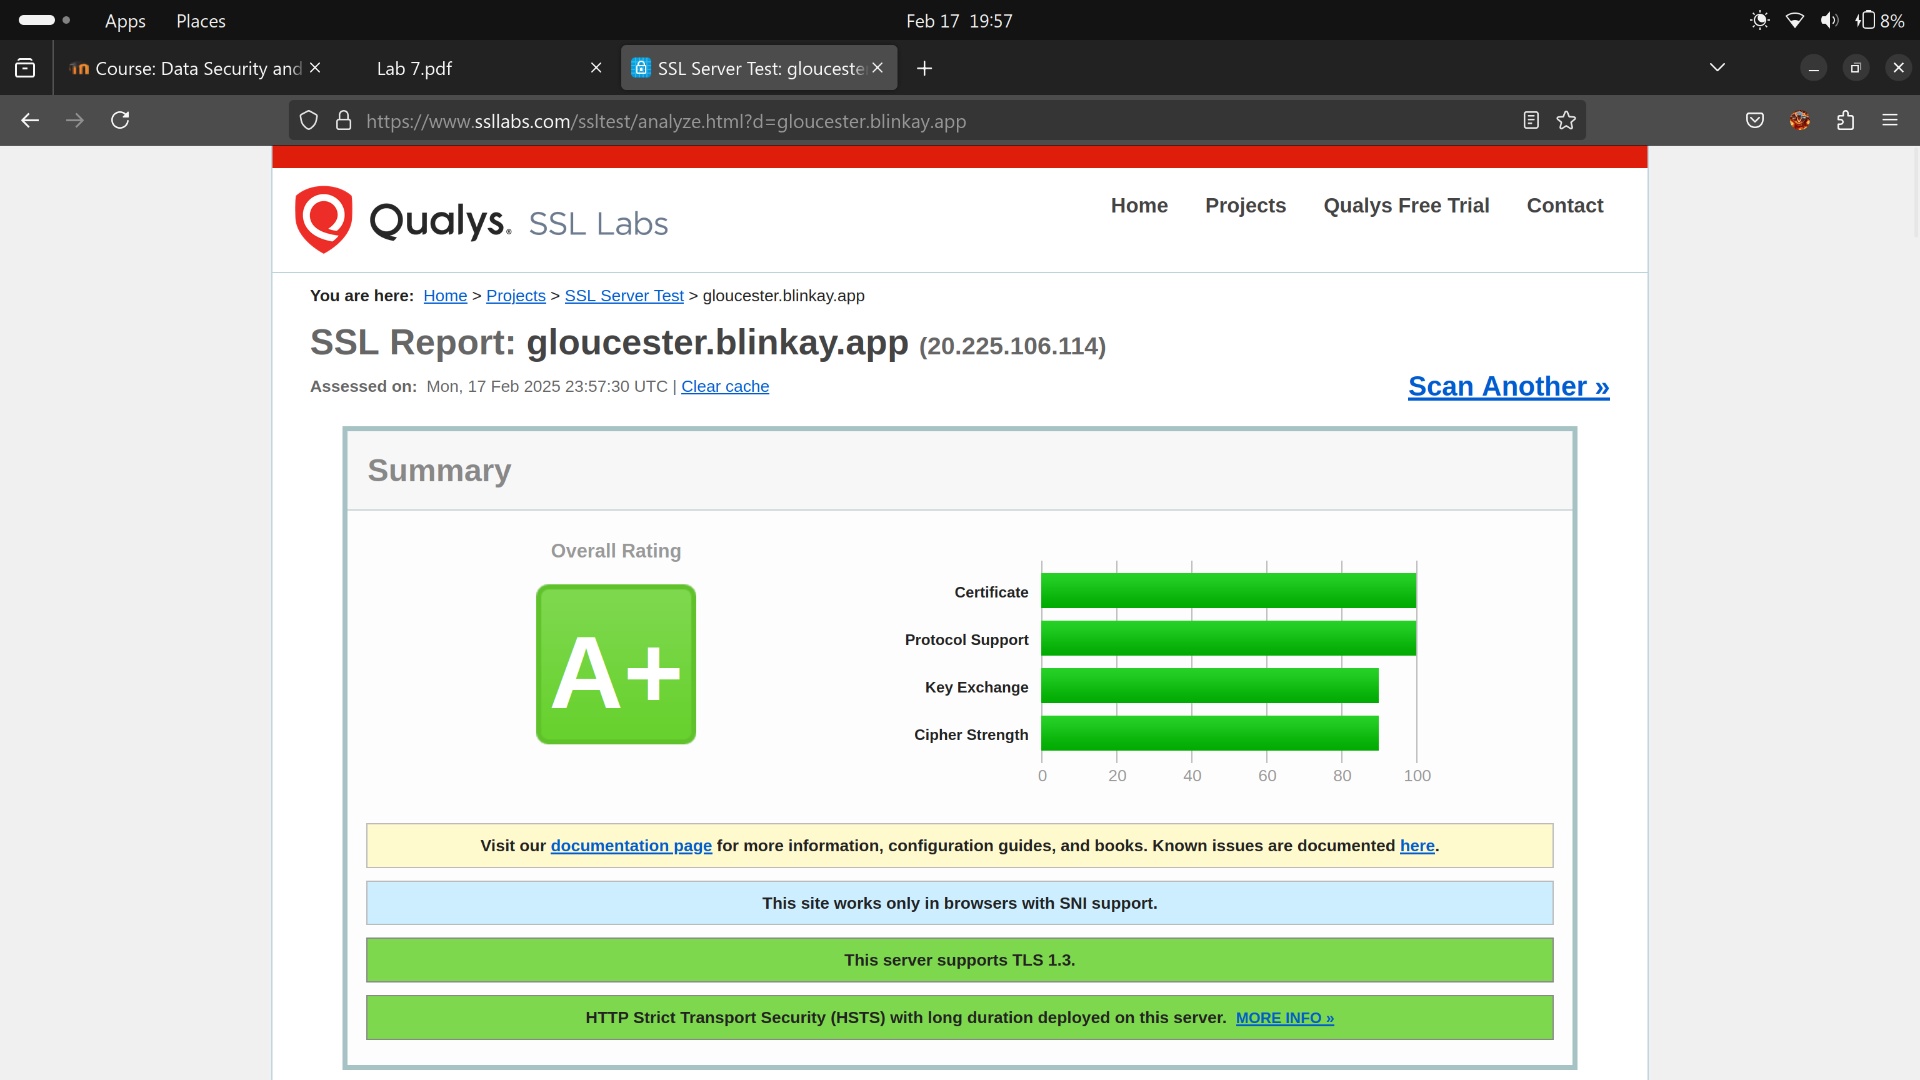 Apps Places Feb 17 19:57 8%
Course: Data Security and Lab 7.pdf SSL Server Test: glouceste
https://www.ssllabs.com/ssltest/analyze.html?d=gloucester.blinkay.app
Qualys. SSL Labs
Home Projects Qualys Free Trial Contact
You are here: Home > Projects > SSL Server Test > gloucester.blinkay.app
SSL Report: gloucester.blinkay.app (20.225.106.114)
Assessed on: Mon, 17 Feb 2025 23:57:30 UTC | Clear cache
Scan Another »
Summary
Overall Rating
A+
Certificate
Protocol Support
Key Exchange
Cipher Strength
0 20 40 60 80 100
Visit our documentation page for more information, configuration guides, and books. Known issues are documented here.
This site works only in browsers with SNI support.
This server supports TLS 1.3.
HTTP Strict Transport Security (HSTS) with long duration deployed on this server. MORE INFO »